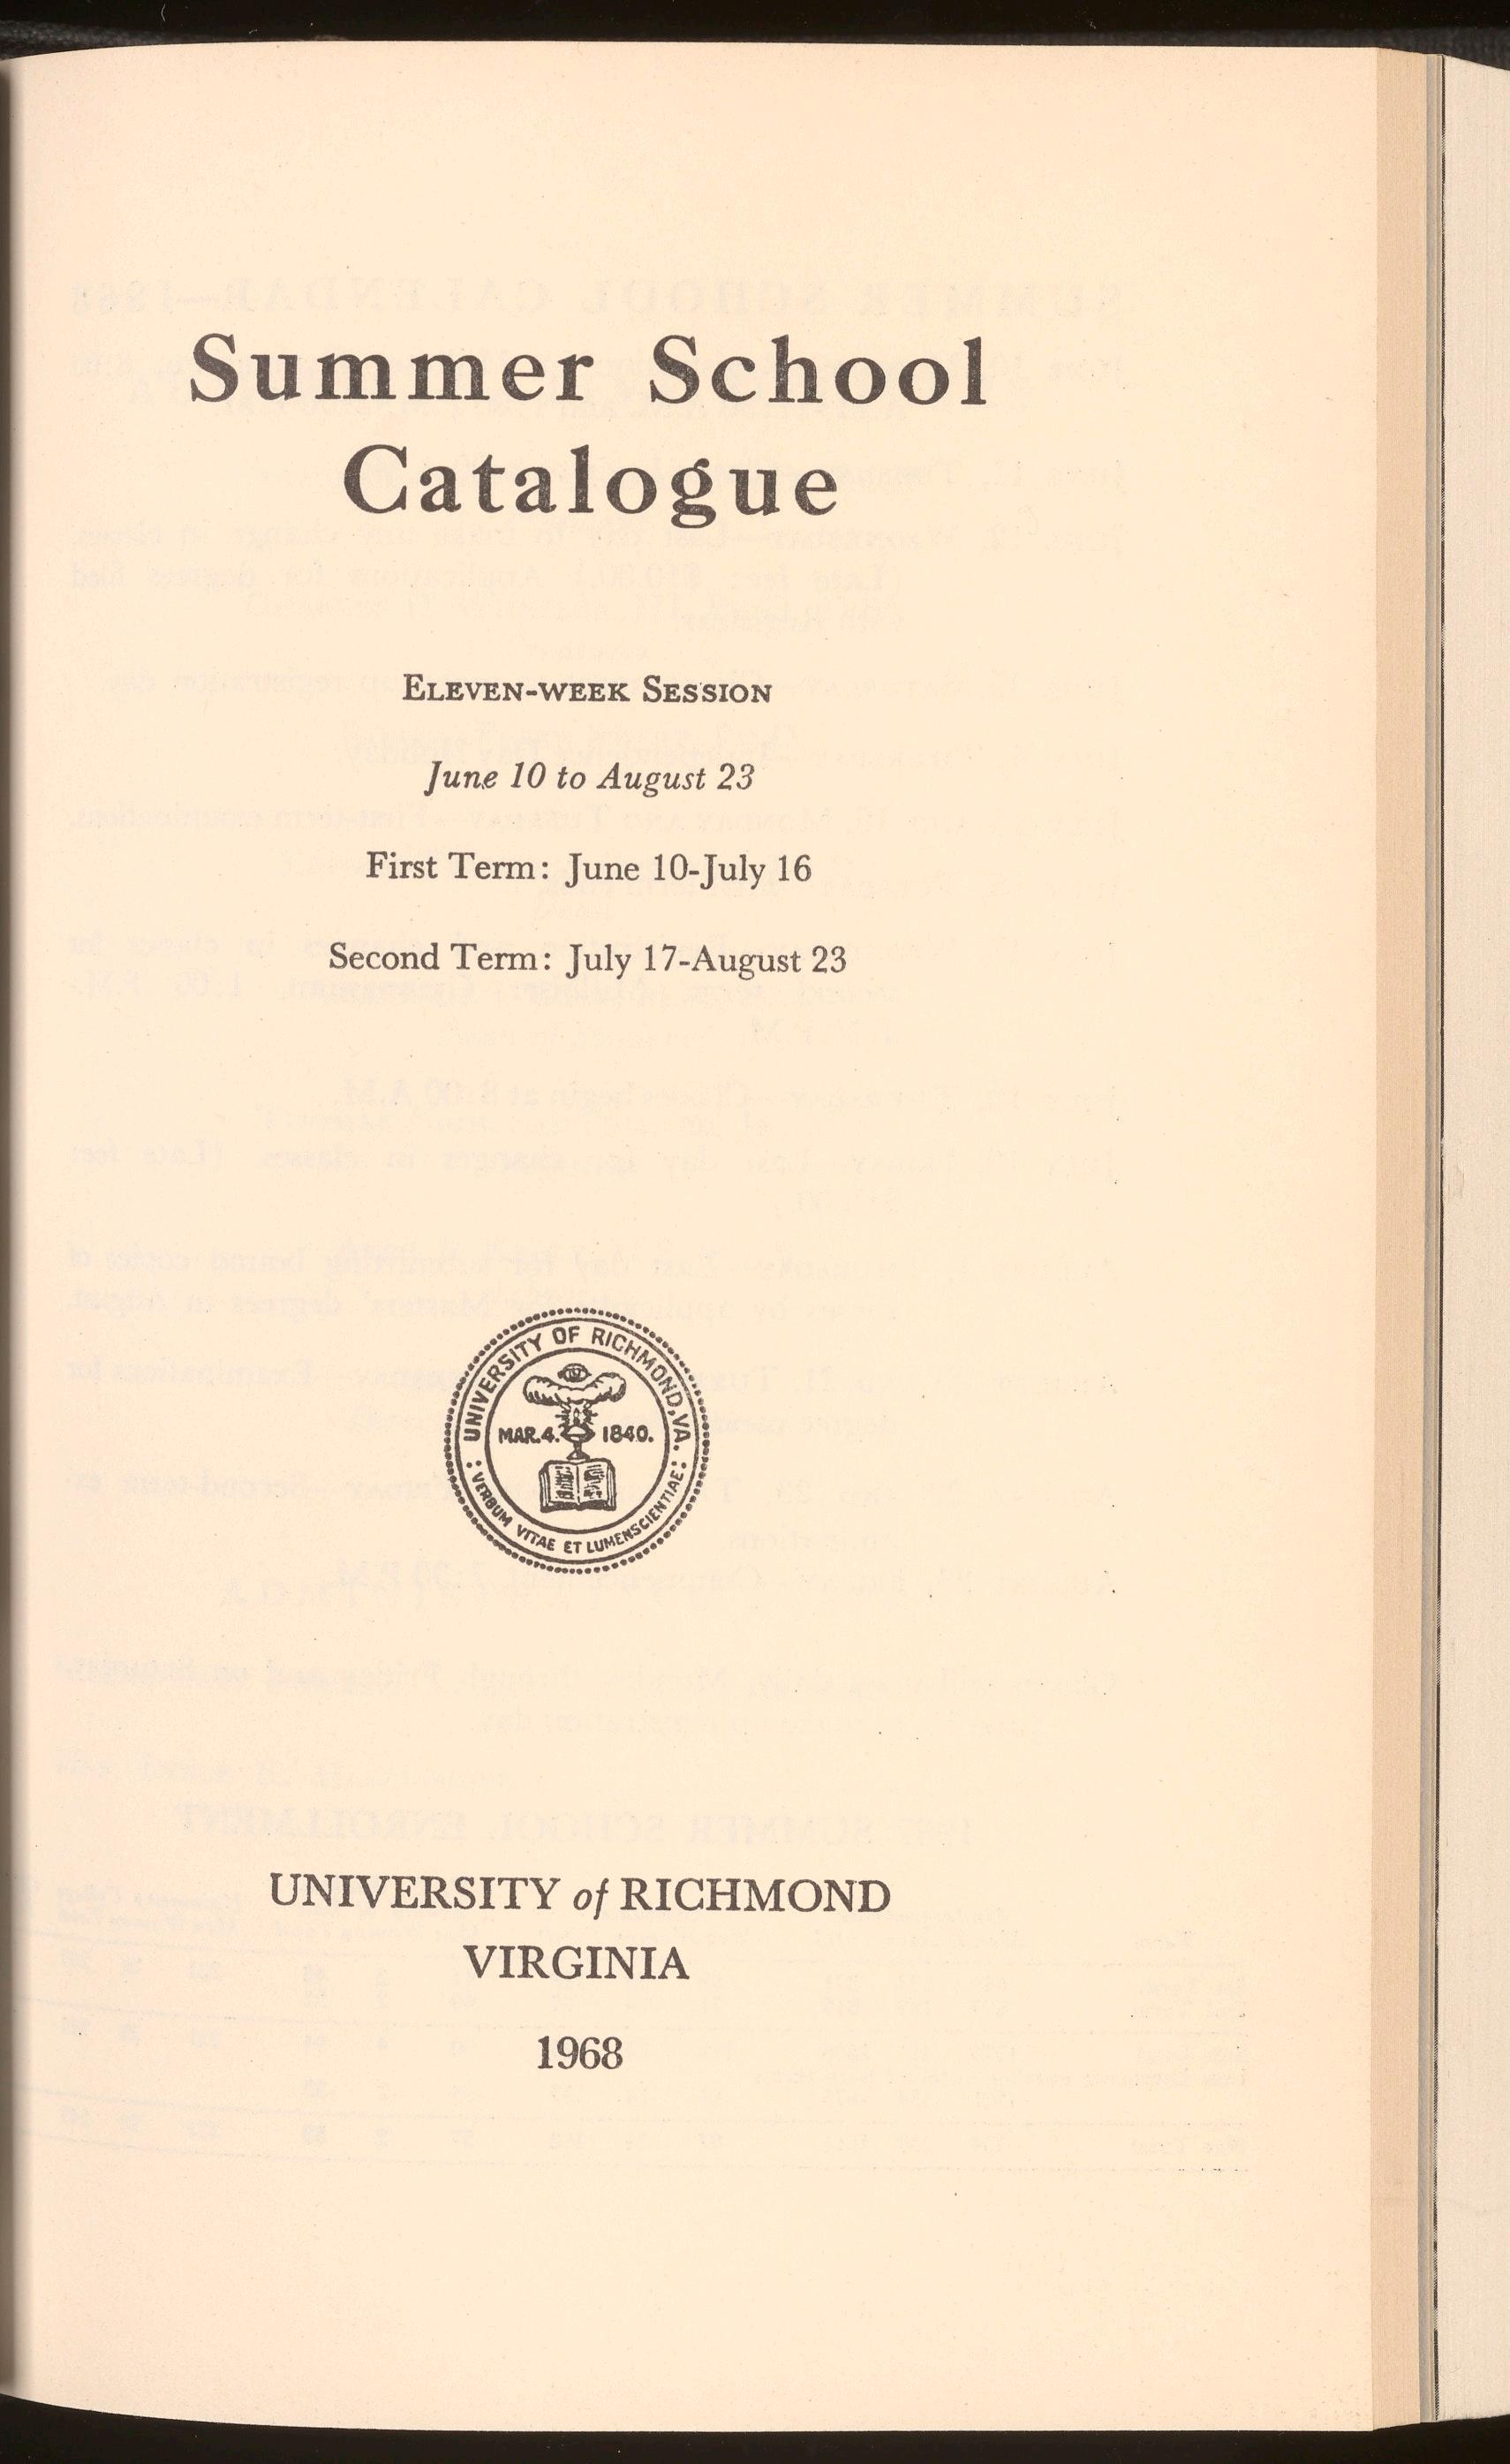 Summer School
Catalogue
ELEVEN-WEEK SESSION
June 10 to August 23
First Term: June 10-July 16
Second Term: July 17-August 23
UNIVERSITY OF RICHMOND, VA.
MAR. 4. 1840.
: VERBUM VITAE ET LUMENSCIENTIAE :
UNIVERSITY of RICHMOND
VIRGINIA
1968